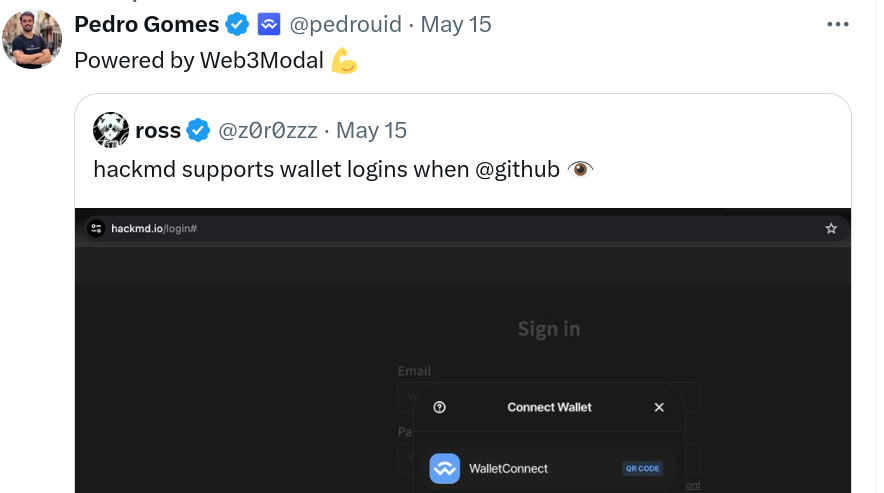 Pedro Gomes @pedrouid · May 15
Powered by Web3Modal 💪
ross @z0r0zzz · May 15
hackmd supports wallet logins when @github 👁️
hackmd.io/login#
Sign in
Email
Connect Wallet
Pa
WalletConnect QR CODE
ord